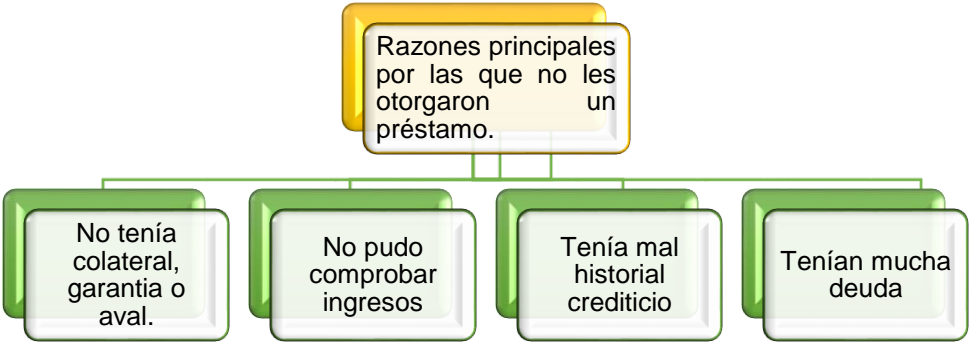 Razones principales
por las que no les
otorgaron un
préstamo.
No tenía
colateral,
garantia o
aval.
No pudo
comprobar
ingresos
Tenía mal
historial
crediticio
Tenían mucha
deuda